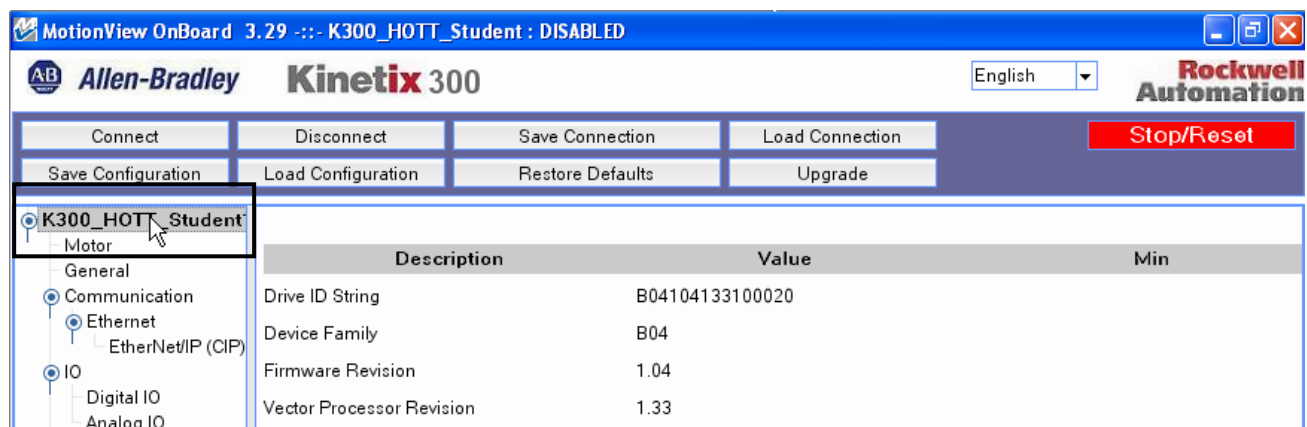 MotionView OnBoard 3.29 -::- K300_HOTT_Student : DISABLED
AB Allen-Bradley Kinetix 300 English Rockwell Automation
Connect Disconnect Save Connection Load Connection Stop/Reset
Save Configuration Load Configuration Restore Defaults Upgrade
K300_HOTT_Student
Motor
General
Communication
Ethernet
EtherNet/IP (CIP)
IO
Digital IO
Analog IO
Description Value Min
Drive ID String B04104133100020
Device Family B04
Firmware Revision 1.04
Vector Processor Revision 1.33